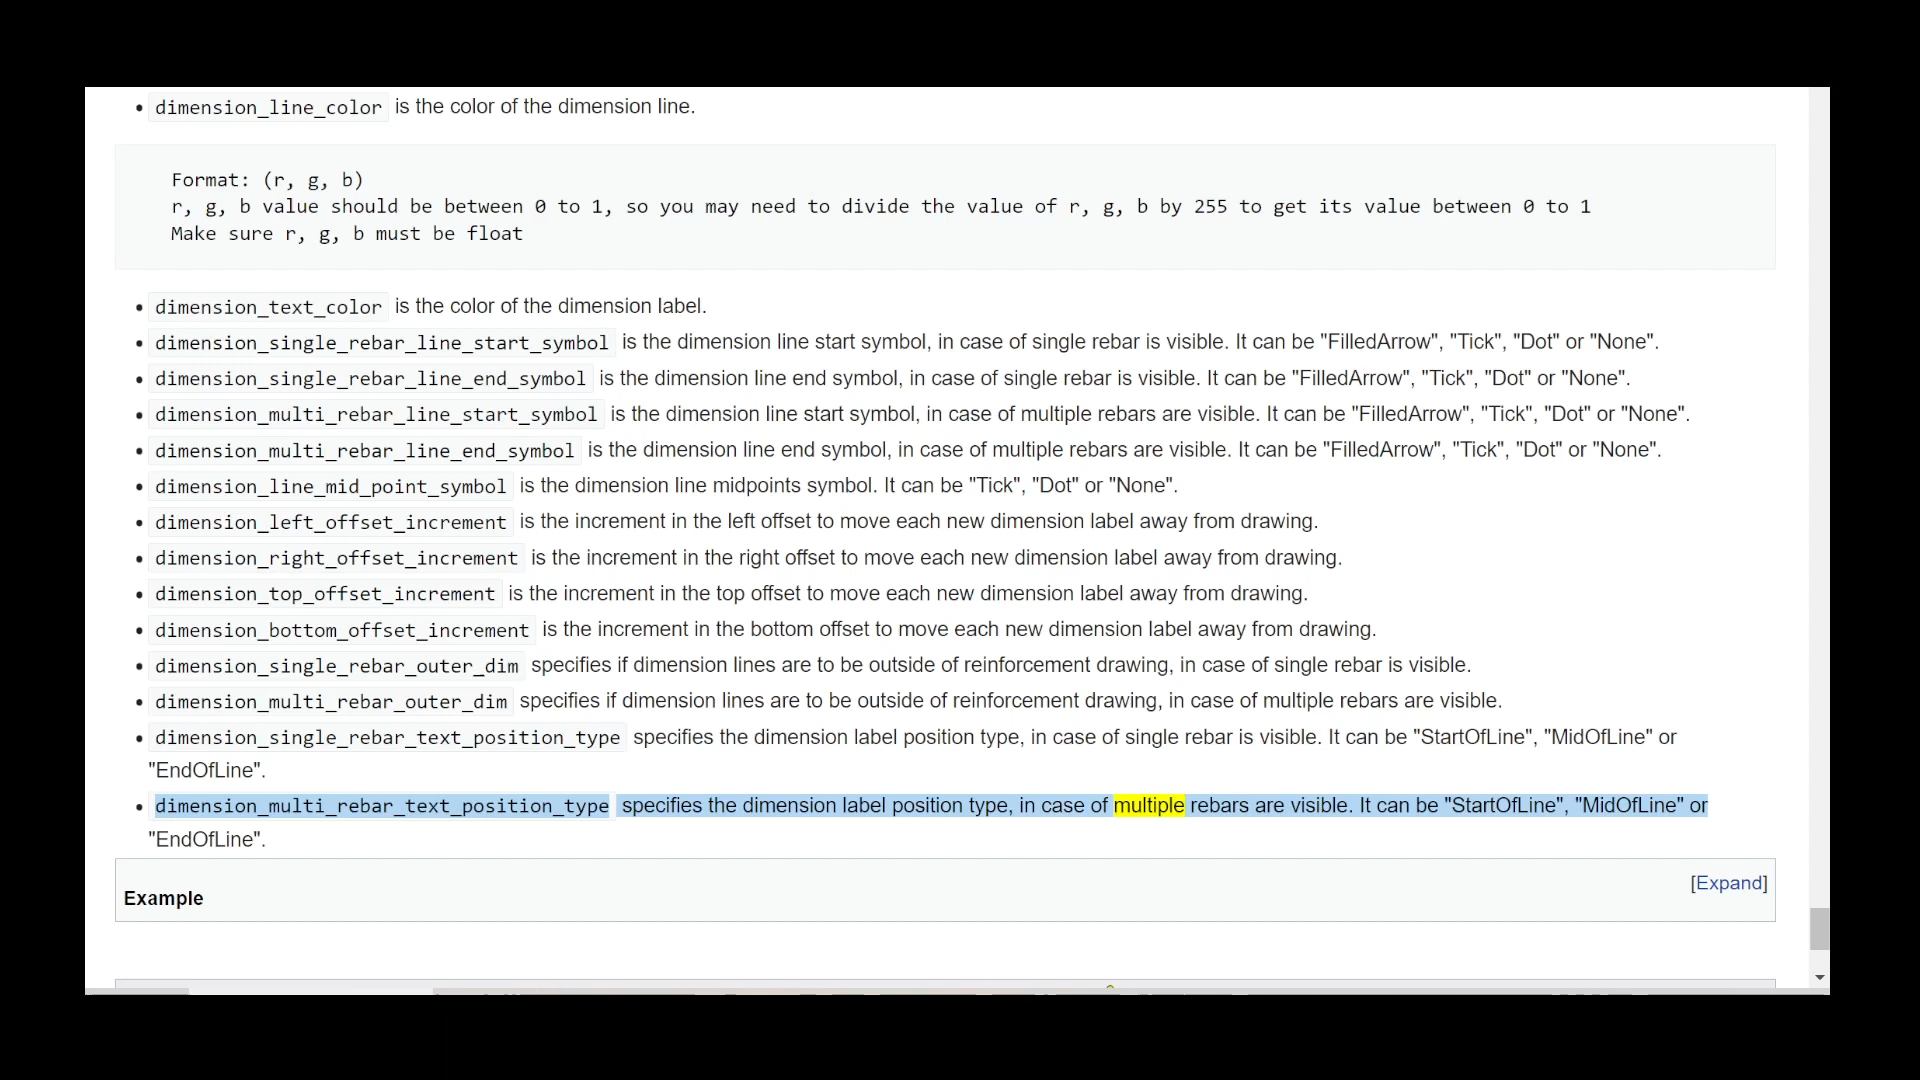 • dimension_line_color is the color of the dimension line.
Format: (r, g, b)
r, g, b value should be between 0 to 1, so you may need to divide the value of r, g, b by 255 to get its value between 0 to 1
Make sure r, g, b must be float
• dimension_text_color is the color of the dimension label.
• dimension_single_rebar_line_start_symbol is the dimension line start symbol, in case of single rebar is visible. It can be "FilledArrow", "Tick", "Dot" or "None".
• dimension_single_rebar_line_end_symbol is the dimension line end symbol, in case of single rebar is visible. It can be "FilledArrow", "Tick", "Dot" or "None".
• dimension_multi_rebar_line_start_symbol is the dimension line start symbol, in case of multiple rebars are visible. It can be "FilledArrow", "Tick", "Dot" or "None".
• dimension_multi_rebar_line_end_symbol is the dimension line end symbol, in case of multiple rebars are visible. It can be "FilledArrow", "Tick", "Dot" or "None".
• dimension_line_mid_point_symbol is the dimension line midpoints symbol. It can be "Tick", "Dot" or "None".
• dimension_left_offset_increment is the increment in the left offset to move each new dimension label away from drawing.
• dimension_right_offset_increment is the increment in the right offset to move each new dimension label away from drawing.
• dimension_top_offset_increment is the increment in the top offset to move each new dimension label away from drawing.
• dimension_bottom_offset_increment is the increment in the bottom offset to move each new dimension label away from drawing.
• dimension_single_rebar_outer_dim specifies if dimension lines are to be outside of reinforcement drawing, in case of single rebar is visible.
• dimension_multi_rebar_outer_dim specifies if dimension lines are to be outside of reinforcement drawing, in case of multiple rebars are visible.
• dimension_single_rebar_text_position_type specifies the dimension label position type, in case of single rebar is visible. It can be "StartOfLine", "MidOfLine" or
"EndOfLine".
• dimension_multi_rebar_text_position_type specifies the dimension label position type, in case of multiple rebars are visible. It can be "StartOfLine", "MidOfLine" or
"EndOfLine".
[Expand]
Example